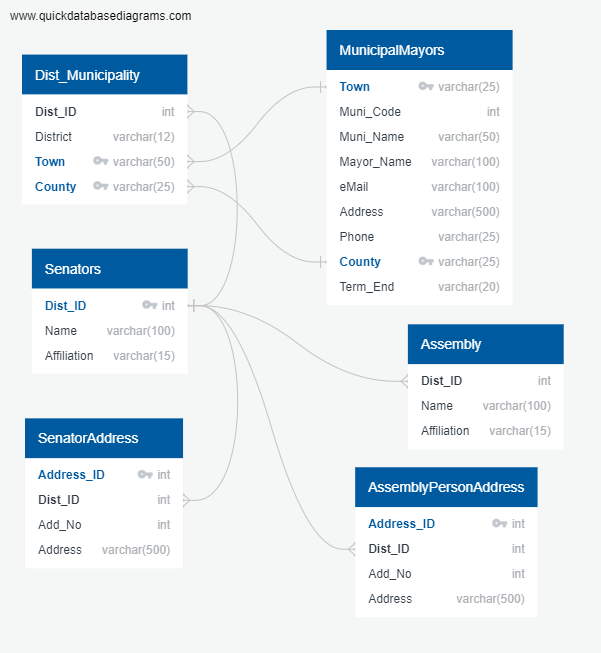 www.quickdatabasediagrams.com
Dist_Municipality
Dist_ID int
District varchar(12)
Town varchar(50)
County varchar(25)
MunicipalMayors
Town varchar(25)
Muni_Code int
Muni_Name varchar(50)
Mayor_Name varchar(100)
eMail varchar(100)
Address varchar(500)
Phone varchar(25)
County varchar(25)
Term_End varchar(20)
Senators
Dist_ID int
Name varchar(100)
Affiliation varchar(15)
Assembly
Dist_ID int
Name varchar(100)
Affiliation varchar(15)
SenatorAddress
Address_ID int
Dist_ID int
Add_No int
Address varchar(500)
AssemblyPersonAddress
Address_ID int
Dist_ID int
Add_No int
Address varchar(500)